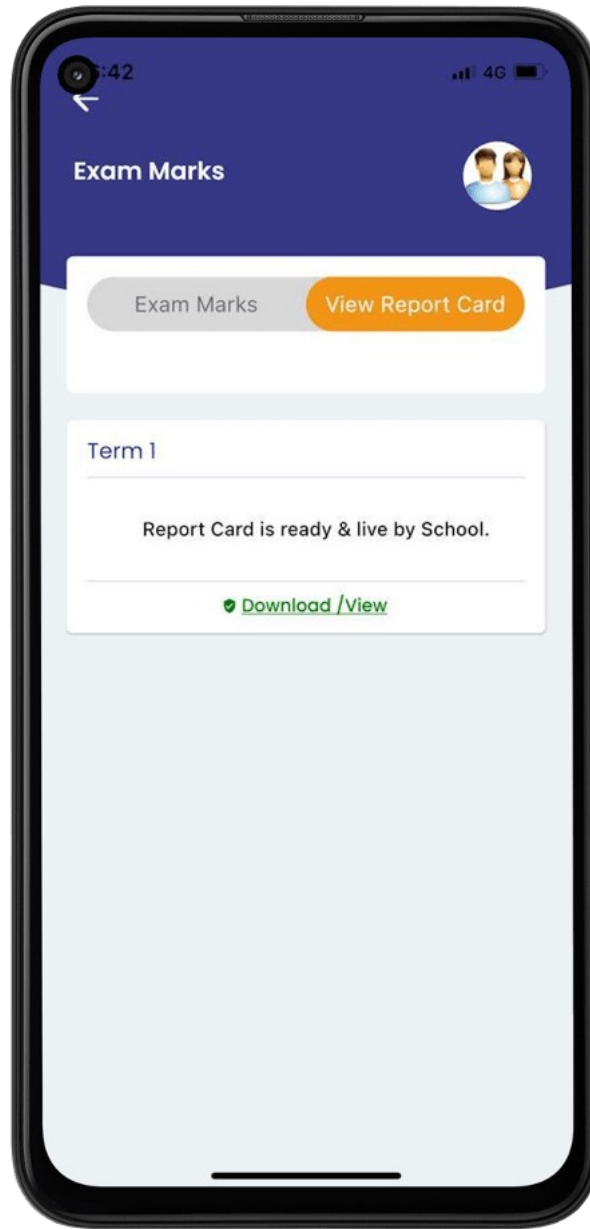 :42
4G
Exam Marks
Exam Marks
View Report Card
Term 1
Report Card is ready & live by School.
Download /View